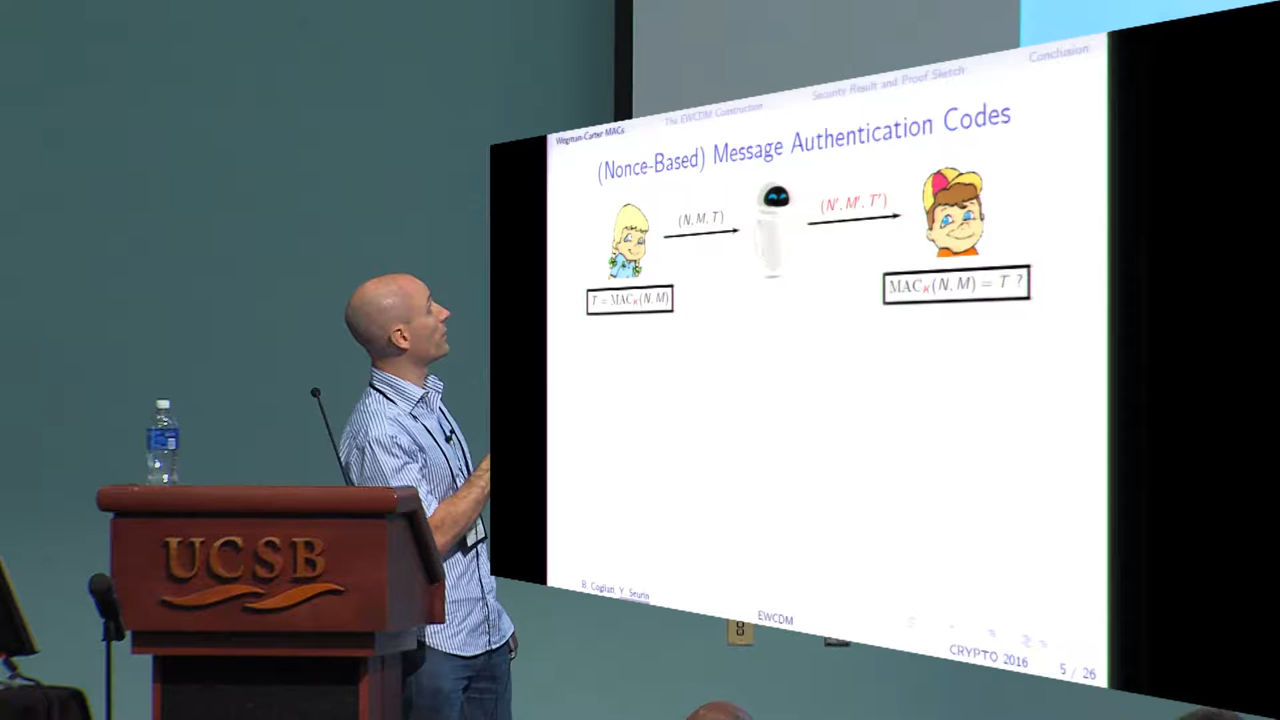 Wegman-Carter MACs The EWCDM Construction Security Result and Proof Sketch Conclusion
(Nonce-Based) Message Authentication Codes
(N, M, T)
(N′, M′, T′)
T = MAC_K(N, M)
MAC_K(N, M) = T ?
UCSB
B. Cogliati, Y. Seurin
EWCDM
CRYPTO 2016
5 / 26